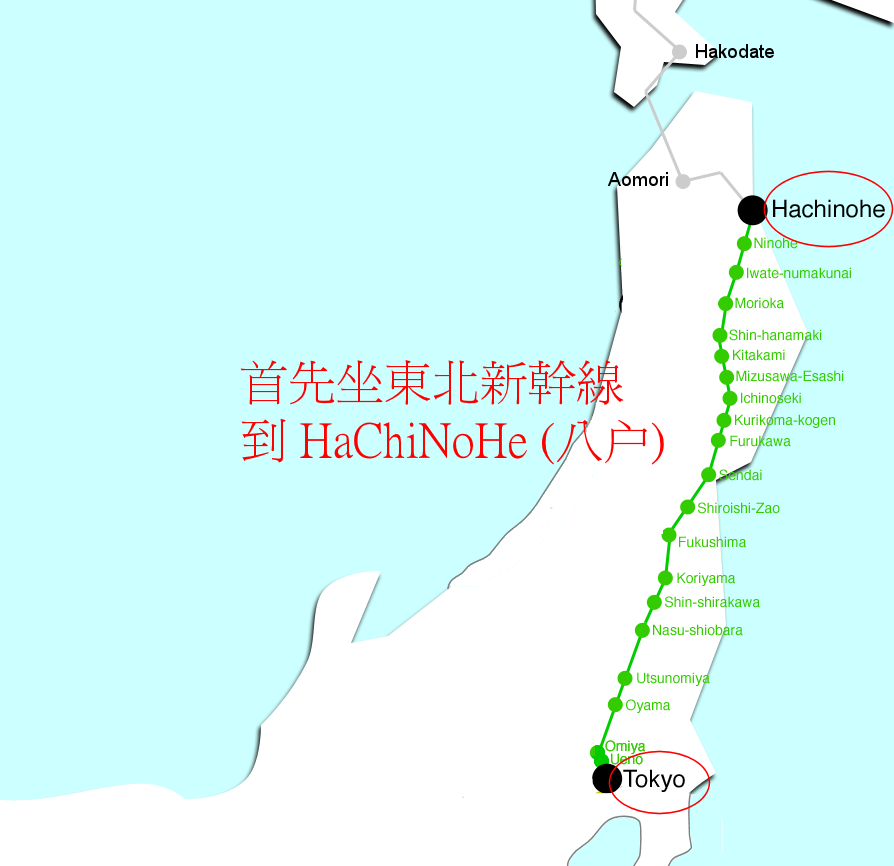 Hakodate
Aomori
Hachinohe
Ninohe
Iwate-numakunai
Morioka
Shin-hanamaki
Kitakami
Mizusawa-Esashi
Ichinoseki
Kurikoma-kogen
Furukawa
首先坐東北新幹線
到 HaChiNoHe (八户)
Sendai
Shiroishi-Zao
Fukushima
Koriyama
Shin-shirakawa
Nasu-shiobara
Utsunomiya
Oyama
Omiya
Ueno
Tokyo